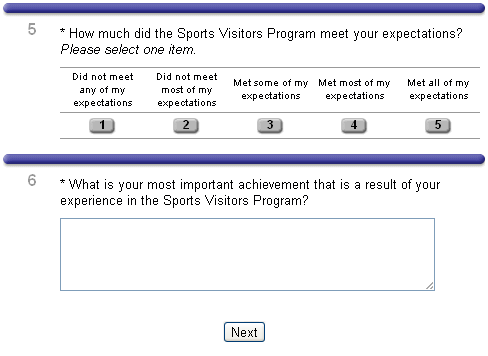 5
* How much did the Sports Visitors Program meet your expectations?
Please select one item.
Did not meet any of my expectations
Did not meet most of my expectations
Met some of my expectations
Met most of my expectations
Met all of my expectations
1 2 3 4 5
6
* What is your most important achievement that is a result of your
experience in the Sports Visitors Program?
Next